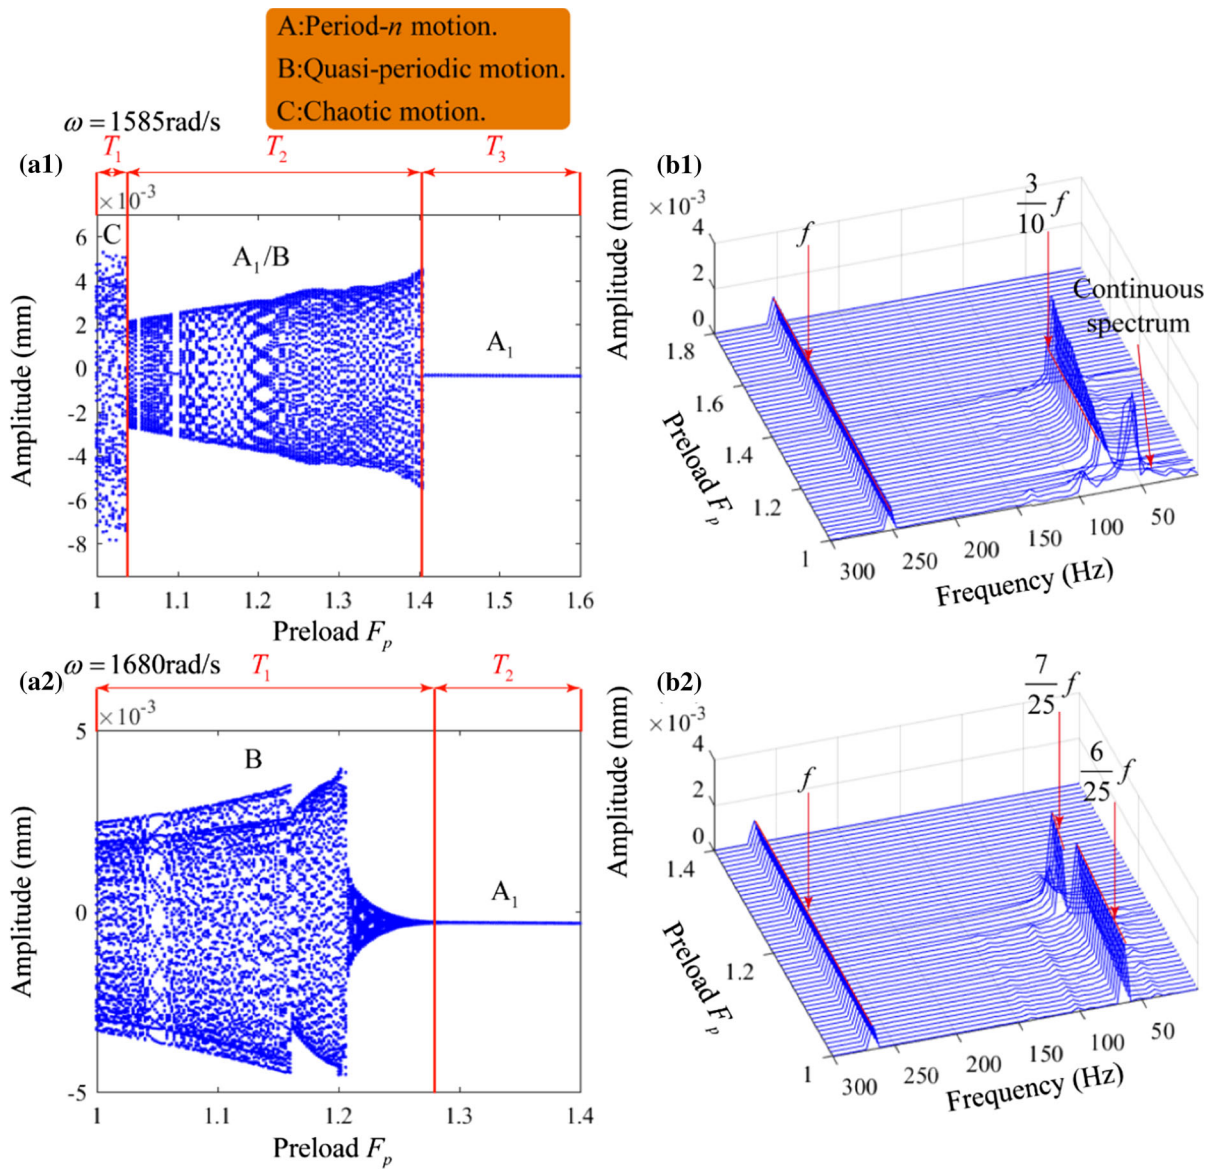 A:Period-n motion.
B:Quasi-periodic motion.
C:Chaotic motion.
ω = 1585rad/s
(a1)
T₁
T₂
T₃
×10⁻³
6
4
2
0
-2
-4
-6
-8
C
A₁/B
A₁
Amplitude (mm)
1
1.1
1.2
1.3
1.4
1.5
1.6
Preload Fₚ
(b1)
Amplitude (mm)
×10⁻³
4
2
0
f
3/10 f
Continuous
spectrum
1.8
1.6
1.4
1.2
1
Preload Fₚ
300
250
200
150
100
50
Frequency (Hz)
ω = 1680rad/s
(a2)
T₁
T₂
×10⁻³
5
0
-5
B
A₁
Amplitude (mm)
1
1.1
1.2
1.3
1.4
Preload Fₚ
(b2)
Amplitude (mm)
×10⁻³
4
2
0
f
7/25 f
6/25 f
1.4
1.2
1
Preload Fₚ
300
250
200
150
100
50
Frequency (Hz)